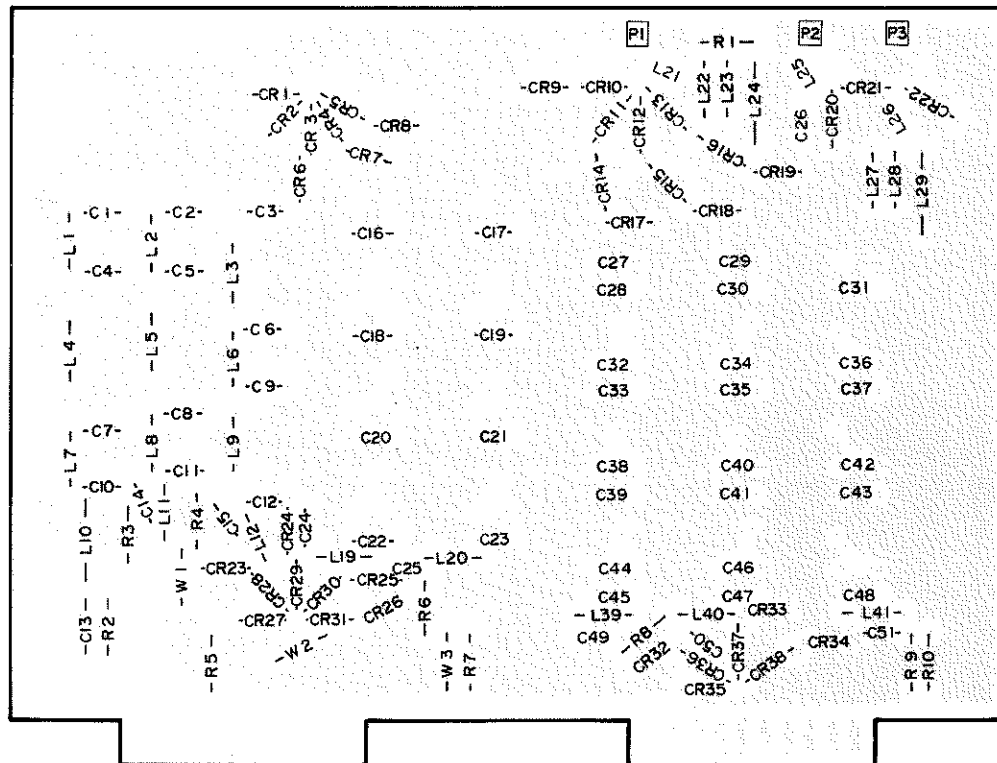 P1 -R1- P2 P3
L21 L25
-CR1- -CR9- -CR10- -L22- -L23- -L24- -CR21- -CR22-
-CR2- CR3- -CR4- -CR5- -CR8- -CR11- -CR12- -CR13- C26 -CR20- L26
CR6- -CR7- -CR14- -CR15- -CR16- -CR19- -L27- -L28- -L29-
-C1- -C2- -C3- -CR17- -CR18-
-L1- -L2- -C16- -C17-
-C4- -C5- -L3- C27 C29
C28 C30 C31
-L4- -L5- -C6- -C18- -C19-
-L6- C32 C34 C36
-C9- C33 C35 C37
-C8-
-C7- -L7- -L8- -L9- C20 C21
-C11- C38 C40 C42
-C10- -C14- -L11- C39 C41 C43
-L10- -R3- -R4- -C15- -C12- -L12- -CR24- -C24-
-C22- C23
-L19- -L20-
-W1- -CR23- -CR28- -CR29- -CR30- -CR25- C25 C44 C46
C45 C47 C48
-C13- -R2- -CR27- -CR31- CR26 -R6- -L39- -L40- CR33 -L41-
-R5- -W2- -W3- -R7- C49 -R8- CR32 -C50 -CR37- CR34 -C51-
-CR36- -CR38- -R9- -R10-
CR35